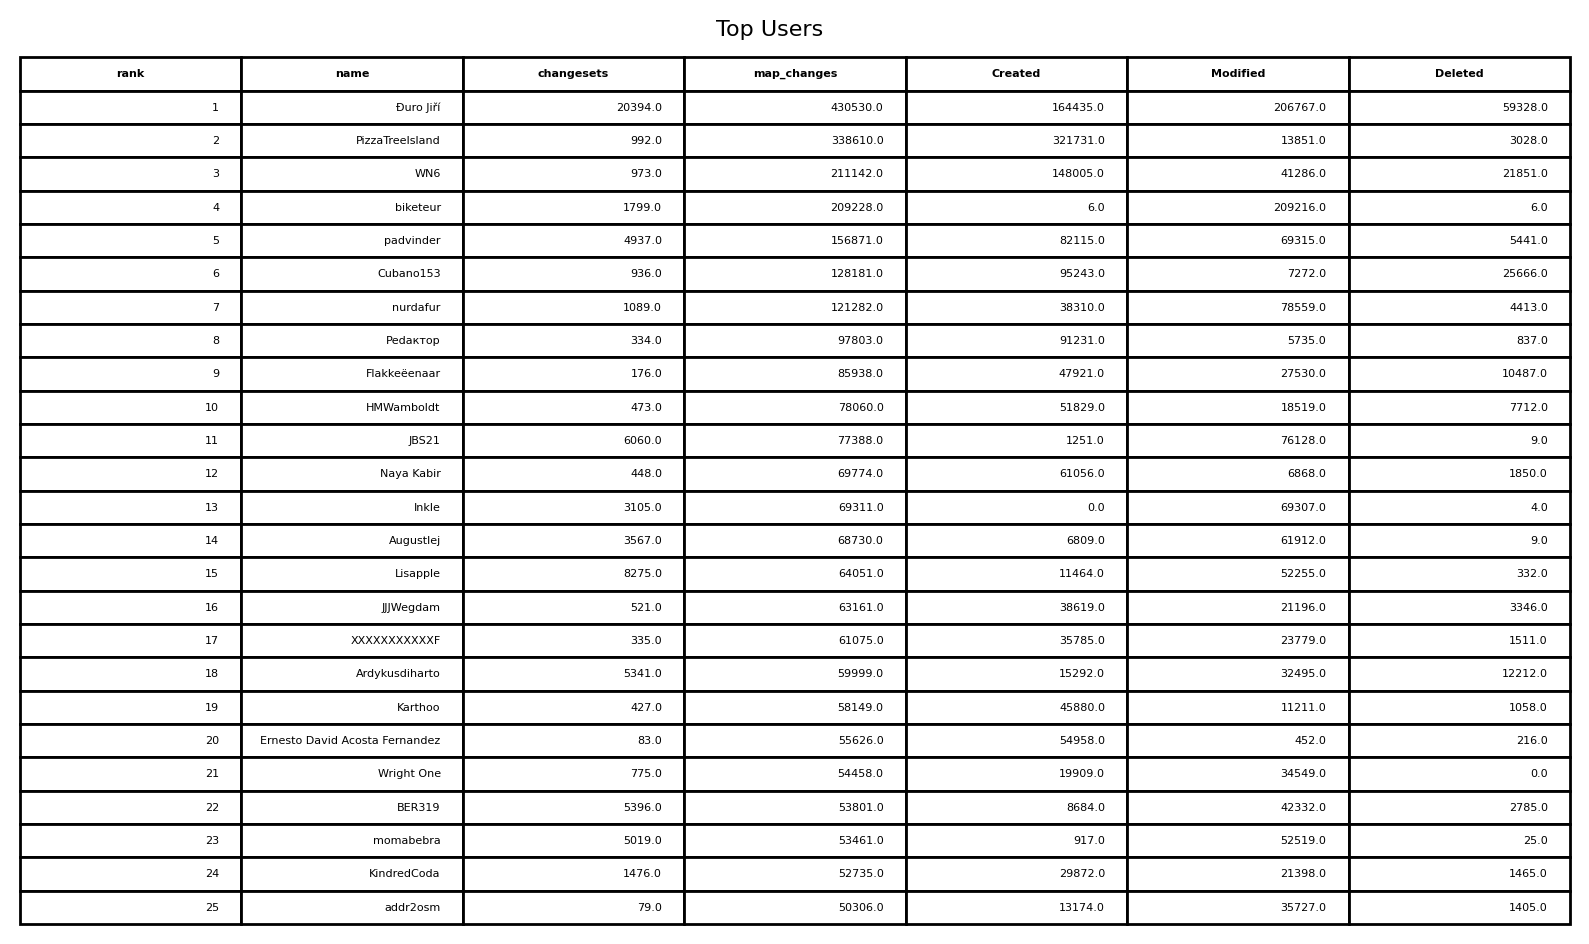 Top Users
rank name changesets map_changes Created Modified Deleted
1 Đuro Jiří 20394.0 430530.0 164435.0 206767.0 59328.0
2 PizzaTreeIsland 992.0 338610.0 321731.0 13851.0 3028.0
3 WN6 973.0 211142.0 148005.0 41286.0 21851.0
4 biketeur 1799.0 209228.0 6.0 209216.0 6.0
5 padvinder 4937.0 156871.0 82115.0 69315.0 5441.0
6 Cubano153 936.0 128181.0 95243.0 7272.0 25666.0
7 nurdafur 1089.0 121282.0 38310.0 78559.0 4413.0
8 Редактор 334.0 97803.0 91231.0 5735.0 837.0
9 Flakkeëenaar 176.0 85938.0 47921.0 27530.0 10487.0
10 HMWamboldt 473.0 78060.0 51829.0 18519.0 7712.0
11 JBS21 6060.0 77388.0 1251.0 76128.0 9.0
12 Naya Kabir 448.0 69774.0 61056.0 6868.0 1850.0
13 Inkle 3105.0 69311.0 0.0 69307.0 4.0
14 Augustlej 3567.0 68730.0 6809.0 61912.0 9.0
15 Lisapple 8275.0 64051.0 11464.0 52255.0 332.0
16 JJJWegdam 521.0 63161.0 38619.0 21196.0 3346.0
17 XXXXXXXXXXXF 335.0 61075.0 35785.0 23779.0 1511.0
18 Ardykusdiharto 5341.0 59999.0 15292.0 32495.0 12212.0
19 Karthoo 427.0 58149.0 45880.0 11211.0 1058.0
20 Ernesto David Acosta Fernandez 83.0 55626.0 54958.0 452.0 216.0
21 Wright One 775.0 54458.0 19909.0 34549.0 0.0
22 BER319 5396.0 53801.0 8684.0 42332.0 2785.0
23 momabebra 5019.0 53461.0 917.0 52519.0 25.0
24 KindredCoda 1476.0 52735.0 29872.0 21398.0 1465.0
25 addr2osm 79.0 50306.0 13174.0 35727.0 1405.0